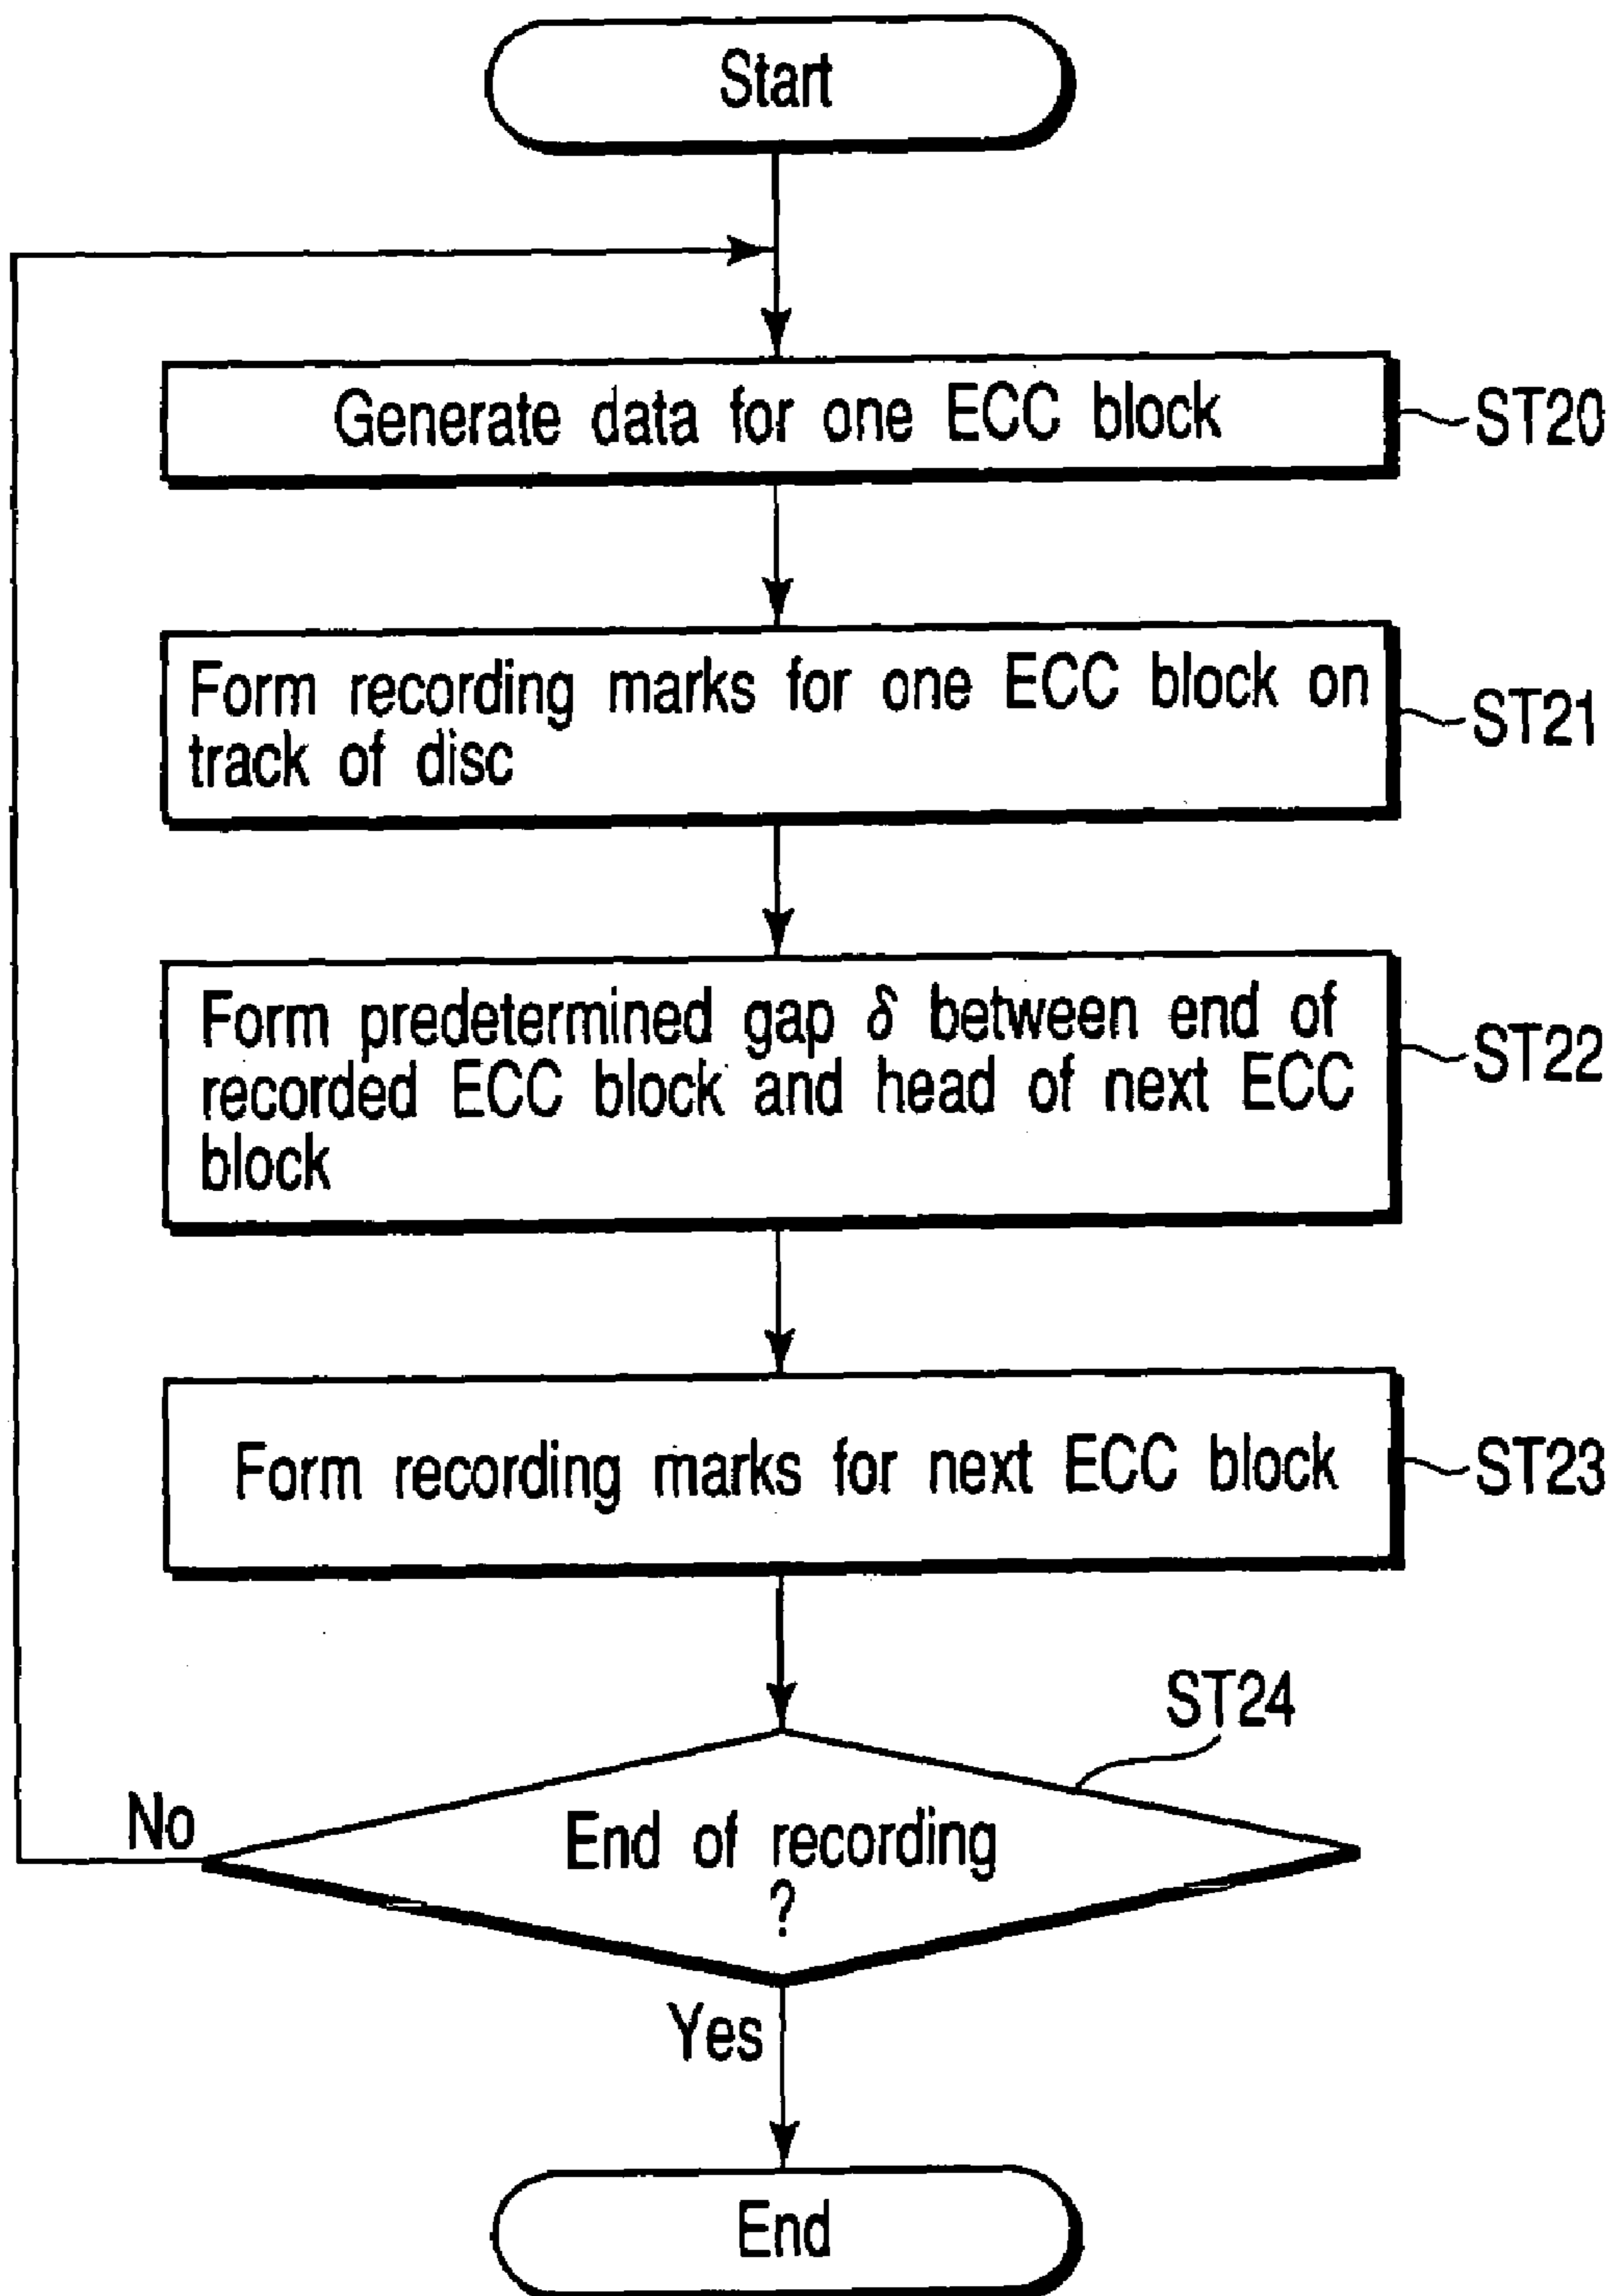 Start
Generate data for one ECC block
ST20
Form recording marks for one ECC block on
track of disc
ST21
Form predetermined gap δ between end of
recorded ECC block and head of next ECC
block
ST22
Form recording marks for next ECC block
ST23
ST24
End of recording
?
No
Yes
End